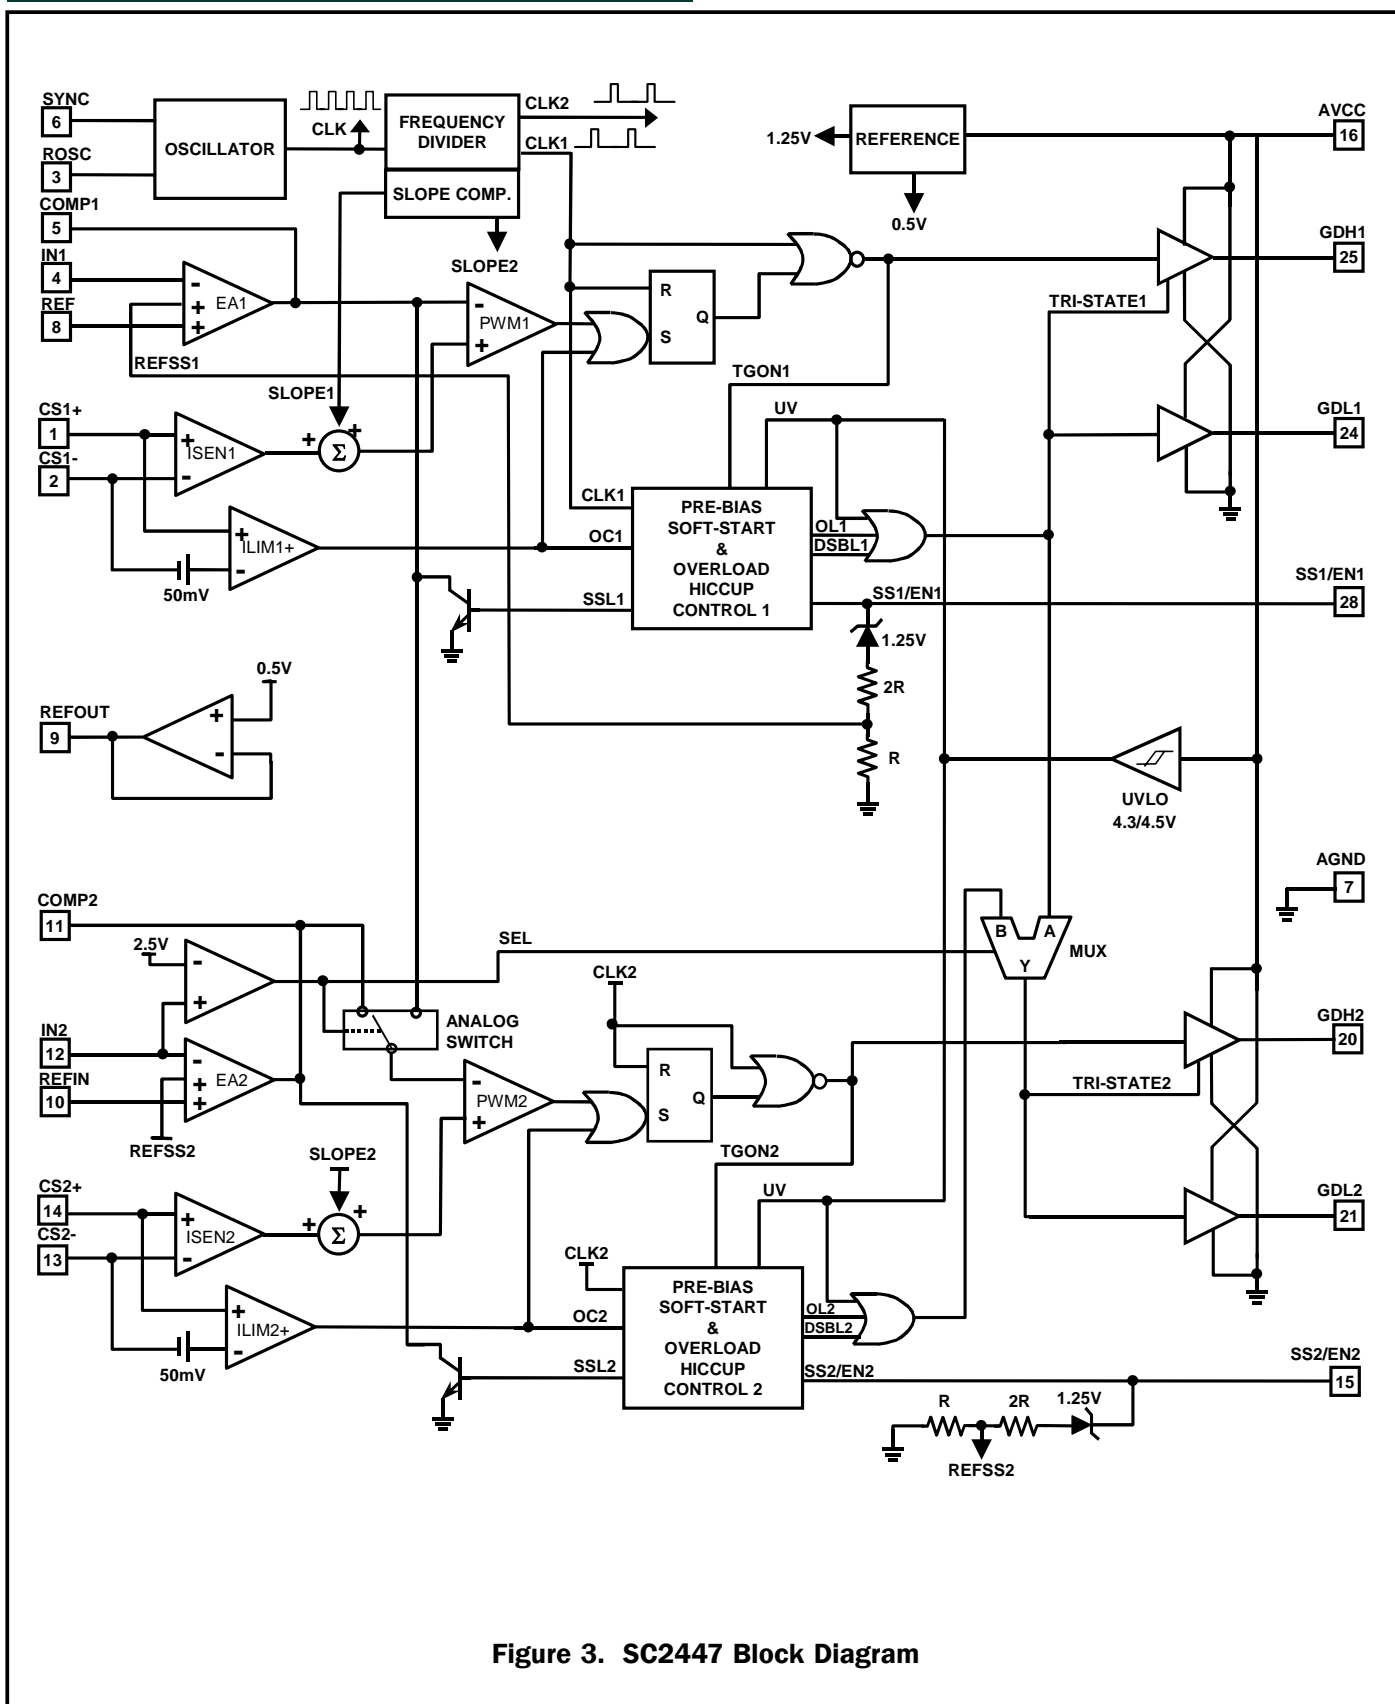 SYNC
6
ROSC
3
COMP1
5
IN1
4
REF
8
OSCILLATOR
CLK
FREQUENCY
DIVIDER
CLK2
CLK1
SLOPE COMP.
SLOPE2
1.25V
REFERENCE
0.5V
AVCC
16
GDH1
25
-
+
+
EA1
REFSS1
-
+
PWM1
R
S
Q
TRI-STATE1
TGON1
UV
SLOPE1
CS1+
1
CS1-
2
+
-
ISEN1
+
+
Σ
GDL1
24
+
-
ILIM1+
50mV
CLK1
OC1
SSL1
PRE-BIAS
SOFT-START
&
OVERLOAD
HICCUP
CONTROL 1
OL1
DSBL1
SS1/EN1
SS1/EN1
28
1.25V
2R
R
0.5V
REFOUT
9
+
-
UVLO
4.3/4.5V
AGND
7
COMP2
11
2.5V
-
+
SEL
B
A
Y
MUX
IN2
12
REFIN
10
-
+
+
EA2
REFSS2
ANALOG
SWITCH
CLK2
-
+
PWM2
R
S
Q
TGON2
UV
GDH2
20
TRI-STATE2
SLOPE2
CS2+
14
CS2-
13
+
-
ISEN2
+
+
Σ
GDL2
21
+
-
ILIM2+
50mV
CLK2
OC2
SSL2
PRE-BIAS
SOFT-START
&
OVERLOAD
HICCUP
CONTROL 2
OL2
DSBL2
SS2/EN2
SS2/EN2
15
R
2R
1.25V
REFSS2
Figure 3. SC2447 Block Diagram